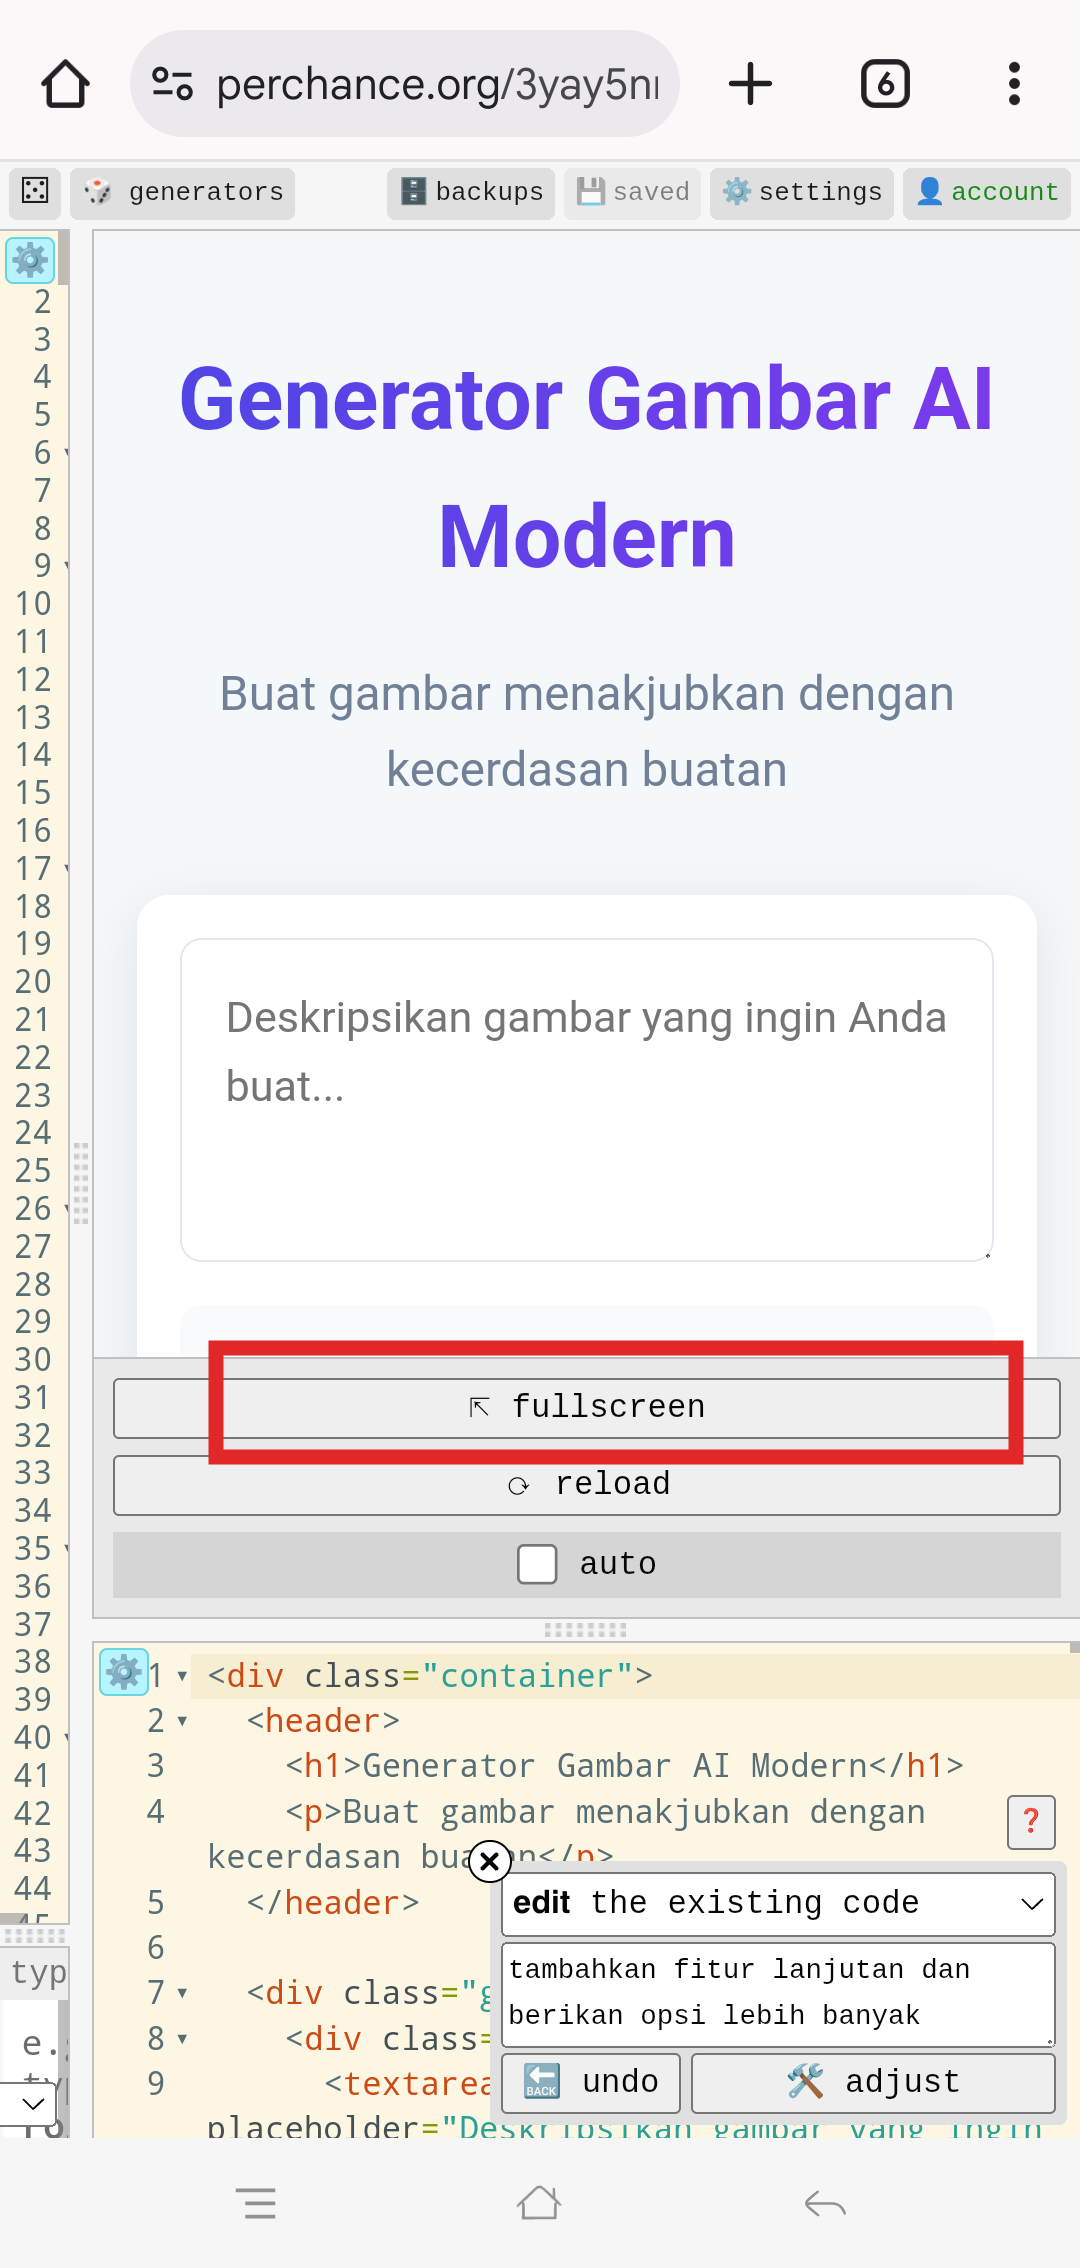 perchance.org/3yay5n
6
generators
backups
saved
settings
account
2
3
4
5
6
7
8
9
10
11
12
13
14
15
16
17
18
19
20
21
22
23
24
25
26
27
28
29
30
31
32
33
34
35
36
37
38
39
40
41
42
43
44
45
typ
e.g
Generator Gambar AI
Modern
Buat gambar menakjubkan dengan
kecerdasan buatan
Deskripsikan gambar yang ingin Anda
buat...
⇱ fullscreen
⟳ reload
auto
1 <div class="container">
2 <header>
3 <h1>Generator Gambar AI Modern</h1>
4 <p>Buat gambar menakjubkan dengan
kecerdasan buatan</p>
5 </header>
6
7 <div class="g
8 <div class=
9 <textarea
placeholder="Deskripsikan gambar yang ingin
?
edit the existing code
tambahkan fitur lanjutan dan
berikan opsi lebih banyak
BACK undo
adjust